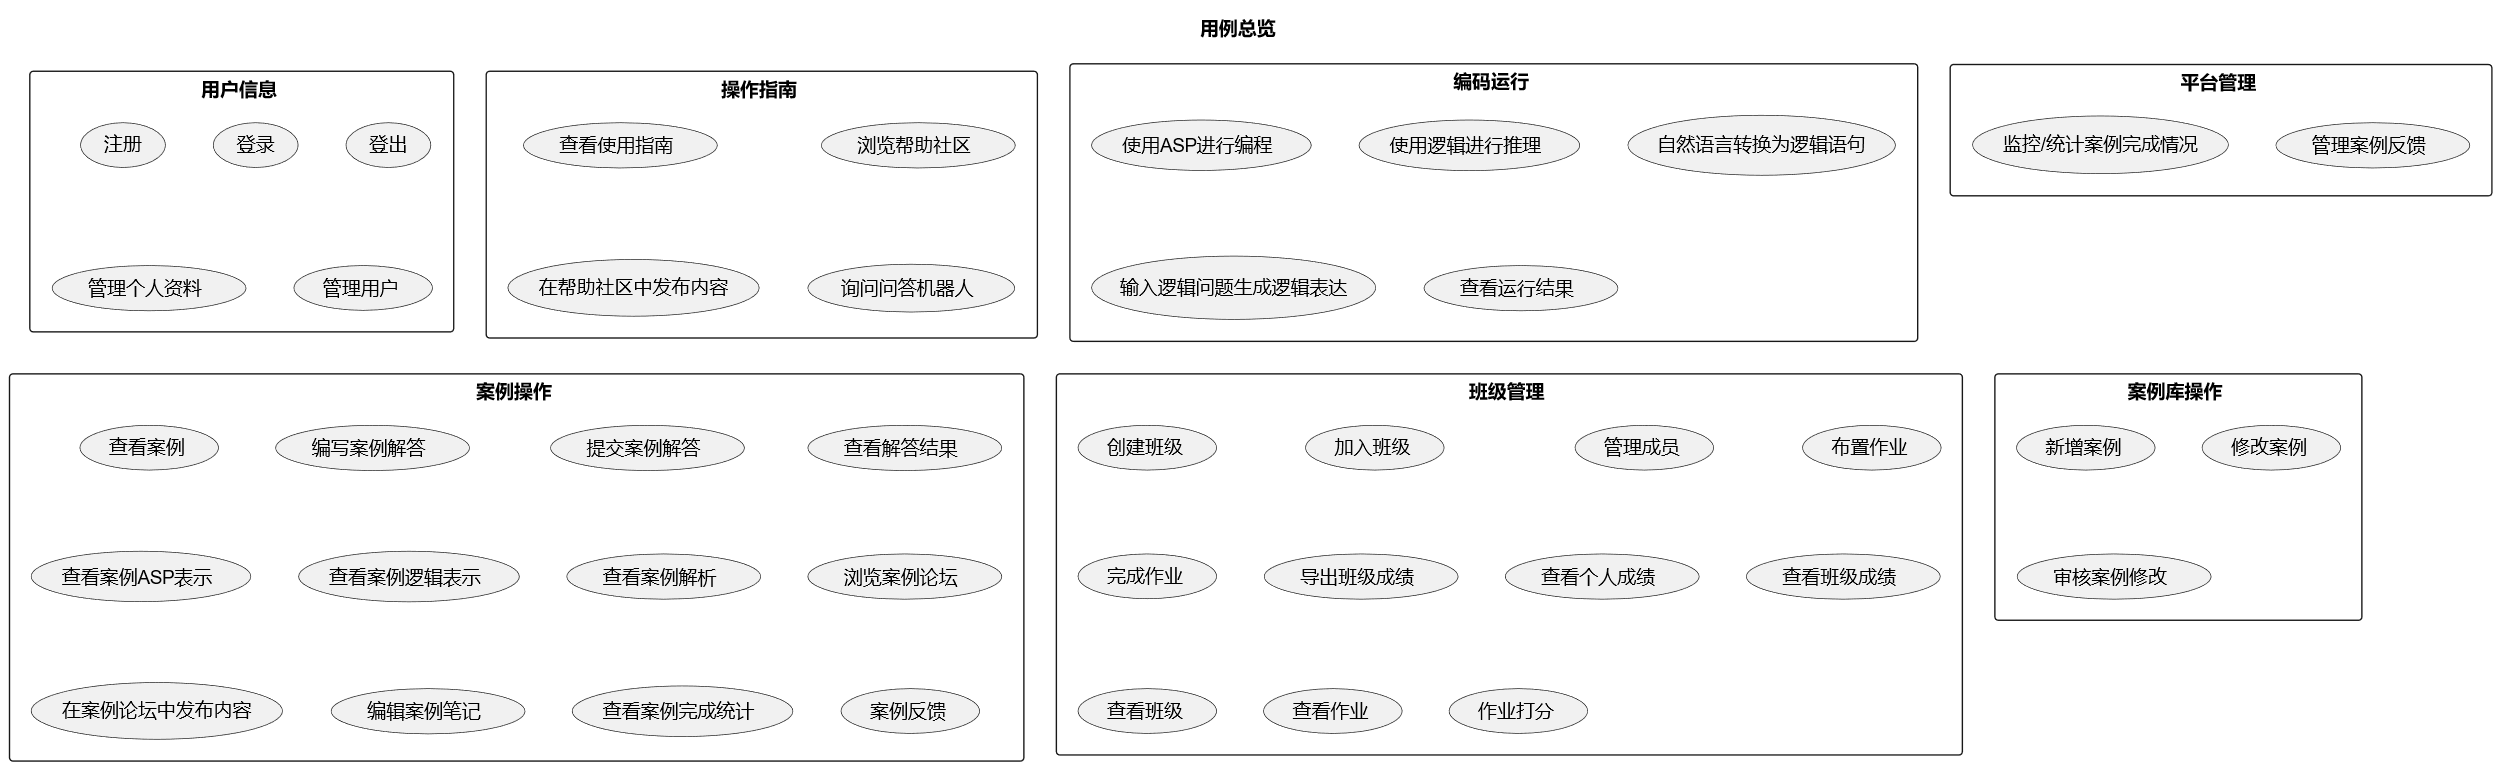 用例总览
用户信息
注册
登录
登出
管理个人资料
管理用户
操作指南
查看使用指南
浏览帮助社区
在帮助社区中发布内容
询问问答机器人
编码运行
使用ASP进行编程
使用逻辑进行推理
自然语言转换为逻辑语句
输入逻辑问题生成逻辑表达
查看运行结果
平台管理
监控/统计案例完成情况
管理案例反馈
案例操作
查看案例
编写案例解答
提交案例解答
查看解答结果
查看案例ASP表示
查看案例逻辑表示
查看案例解析
浏览案例论坛
在案例论坛中发布内容
编辑案例笔记
查看案例完成统计
案例反馈
班级管理
创建班级
加入班级
管理成员
布置作业
完成作业
导出班级成绩
查看个人成绩
查看班级成绩
查看班级
查看作业
作业打分
案例库操作
新增案例
修改案例
审核案例修改